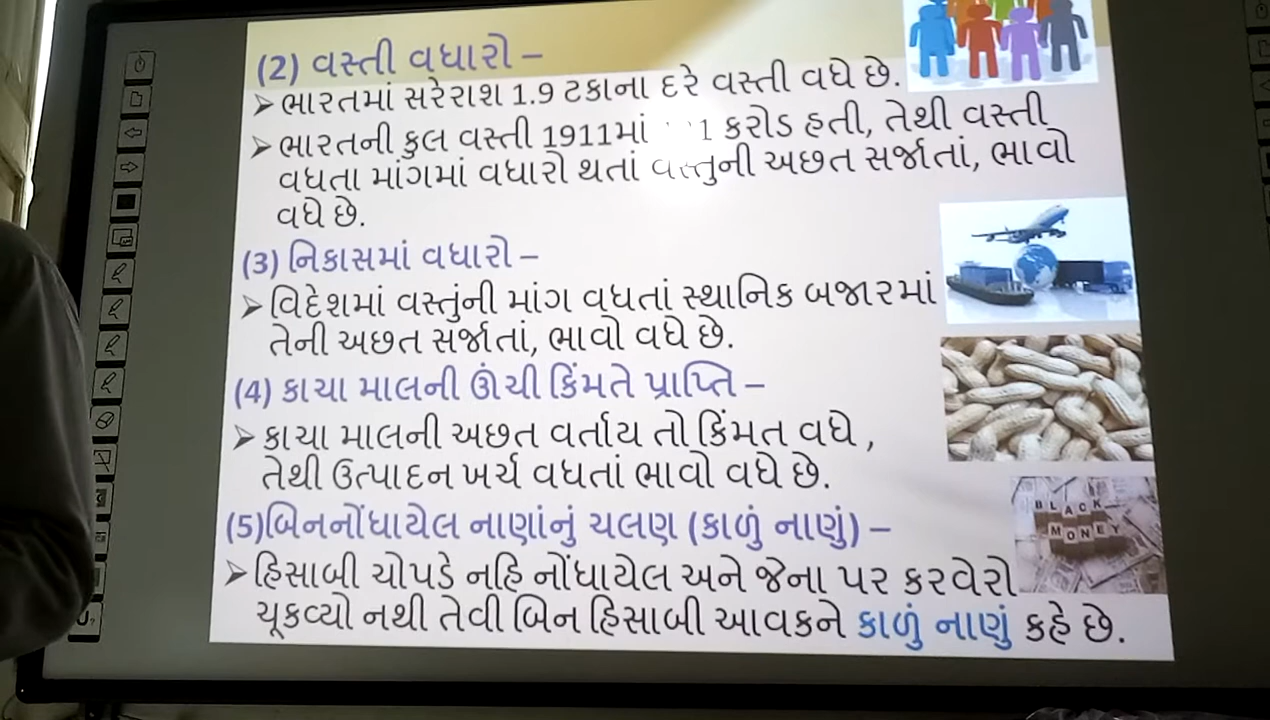 (2) વસ્તી વધારો –
➢ ભારતમાં સરેરાશ 1.9 ટકાના દરે વસ્તી વધે છે.
➢ ભારતની કુલ વસ્તી 1911માં 1 કરોડ હતી, તેથી વસ્તી
વધતા માંગમાં વધારો થતાં વસ્તુની અછત સર્જાતાં, ભાવો
વધે છે.
(3) નિકાસમાં વધારો –
➢ વિદેશમાં વસ્તુંની માંગ વધતાં સ્થાનિક બજારમાં
તેની અછત સર્જાતાં, ભાવો વધે છે.
(4) કાચા માલની ઊંચી કિંમતે પ્રાપ્તિ –
➢ કાચા માલની અછત વર્તાય તો કિંમત વધે ,
તેથી ઉત્પાદન ખર્ચ વધતાં ભાવો વધે છે.
(5)બિનનોંધાયેલ નાણાંનું ચલણ (કાળું નાણું) –
BLACK
MONEY
➢ હિસાબી ચોપડે નહિ નોંધાયેલ અને જેના પર કરવેરો
ચૂકવ્યો નથી તેવી બિન હિસાબી આવકને કાળું નાણું કહે છે.